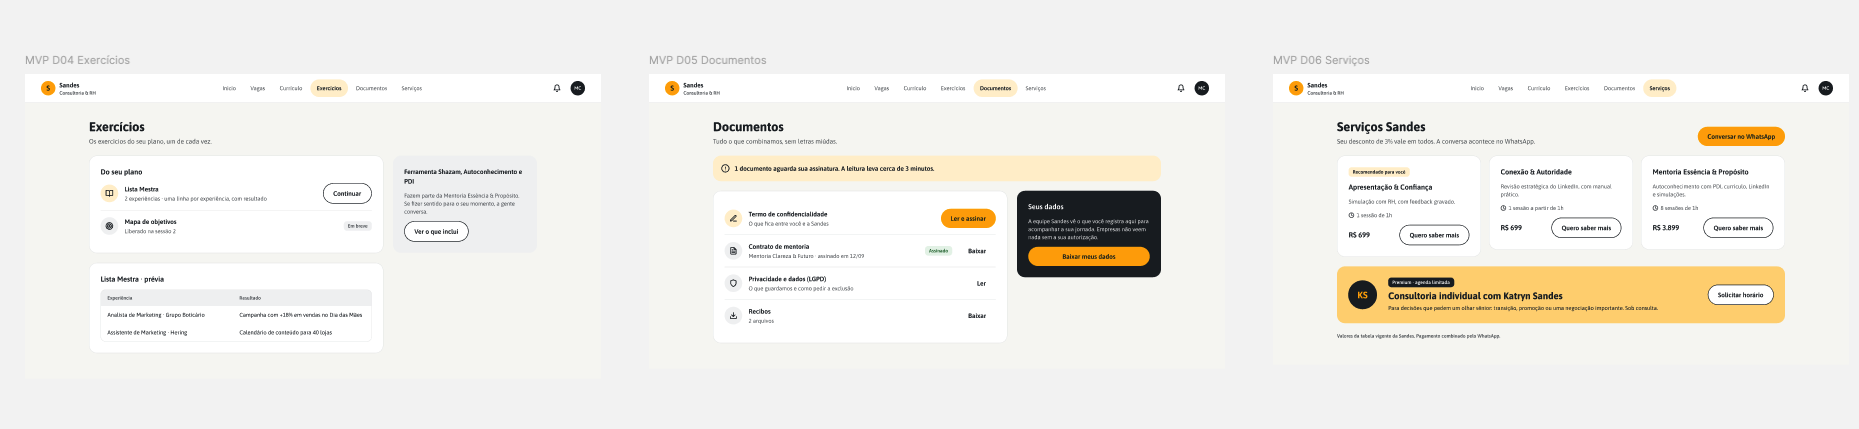 MVP D04 Exercícios
S
Sandes
Consultoria & RH
Início
Vagas
Currículo
Exercícios
Documentos
Serviços
MC
Exercícios
Os exercícios do seu plano, um de cada vez.
Do seu plano
Lista Mestra
2 experiências · uma linha por experiência, com resultado
Continuar
Mapa de objetivos
Liberado na sessão 2
Em breve
Ferramenta Shazam, Autoconhecimento e
PDI
Fazem parte da Mentoria Essência & Propósito.
Se fizer sentido para o seu momento, a gente
conversa.
Ver o que inclui
Lista Mestra · prévia
Experiência
Resultado
Analista de Marketing · Grupo Boticário
Campanha com +18% em vendas no Dia das Mães
Assistente de Marketing · Hering
Calendário de conteúdo para 40 lojas
MVP D05 Documentos
S
Sandes
Consultoria & RH
Início
Vagas
Currículo
Exercícios
Documentos
Serviços
MC
Documentos
Tudo o que combinamos, sem letras miúdas.
1 documento aguarda sua assinatura. A leitura leva cerca de 3 minutos.
Termo de confidencialidade
O que fica entre você e a Sandes
Ler e assinar
Contrato de mentoria
Mentoria Clareza & Futuro · assinado em 12/09
Assinado
Baixar
Privacidade e dados (LGPD)
O que guardamos e como pedir a exclusão
Ler
Recibos
2 arquivos
Baixar
Seus dados
A equipe Sandes vê o que você registra aqui para
acompanhar a sua jornada. Empresas não veem
nada sem a sua autorização.
Baixar meus dados
MVP D06 Serviços
S
Sandes
Consultoria & RH
Início
Vagas
Currículo
Exercícios
Documentos
Serviços
MC
Serviços Sandes
Seu desconto de 3% vale em todos. A conversa acontece no WhatsApp.
Conversar no WhatsApp
Recomendado para você
Apresentação & Confiança
Simulação com RH, com feedback gravado.
1 sessão de 1h
R$ 699
Quero saber mais
Conexão & Autoridade
Revisão estratégica do LinkedIn, com manual
prático.
1 sessão a partir de 1h
R$ 699
Quero saber mais
Mentoria Essência & Propósito
Autoconhecimento com PDI, currículo, LinkedIn
e simulações.
8 sessões de 1h
R$ 3.899
Quero saber mais
KS
Premium · agenda limitada
Consultoria individual com Katryn Sandes
Para decisões que pedem um olhar sênior: transição, promoção ou uma negociação importante. Sob consulta.
Solicitar horário
Valores da tabela vigente da Sandes. Pagamento combinado pelo WhatsApp.